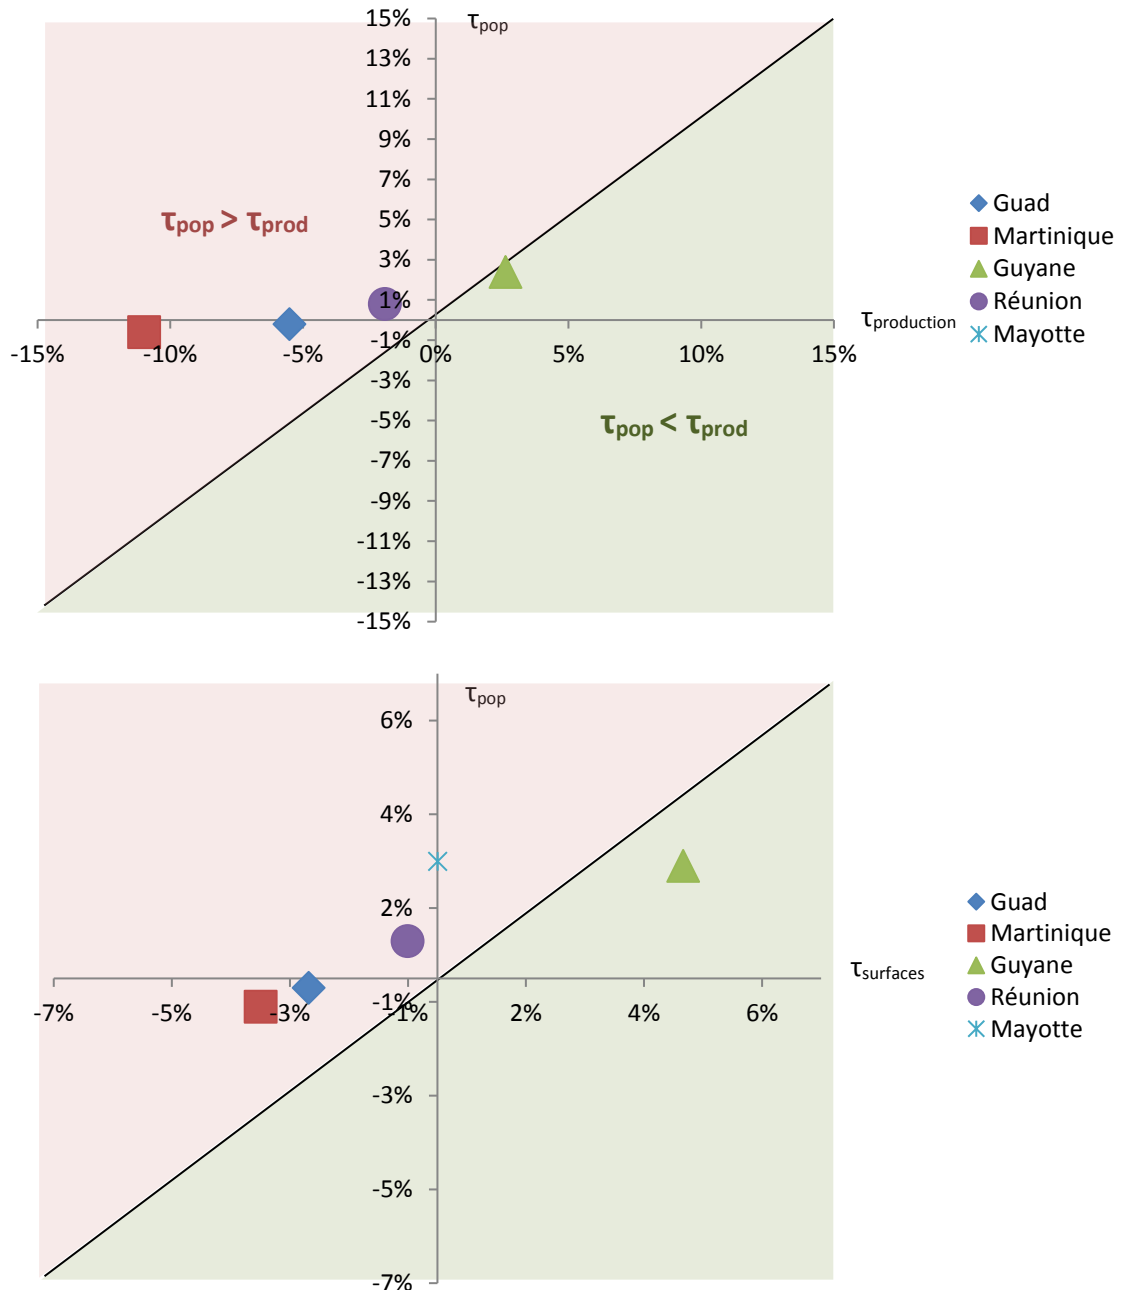 τpop
15%
13%
11%
9%
7%
5%
3%
1%
-1%
-3%
-5%
-7%
-9%
-11%
-13%
-15%
-15%
-10%
-5%
0%
5%
10%
15%
τproduction
τpop > τprod
τpop < τprod
Guad
Martinique
Guyane
Réunion
Mayotte
τpop
6%
4%
2%
-1%
-3%
-5%
-7%
-7%
-5%
-3%
-1%
2%
4%
6%
τsurfaces
Guad
Martinique
Guyane
Réunion
Mayotte